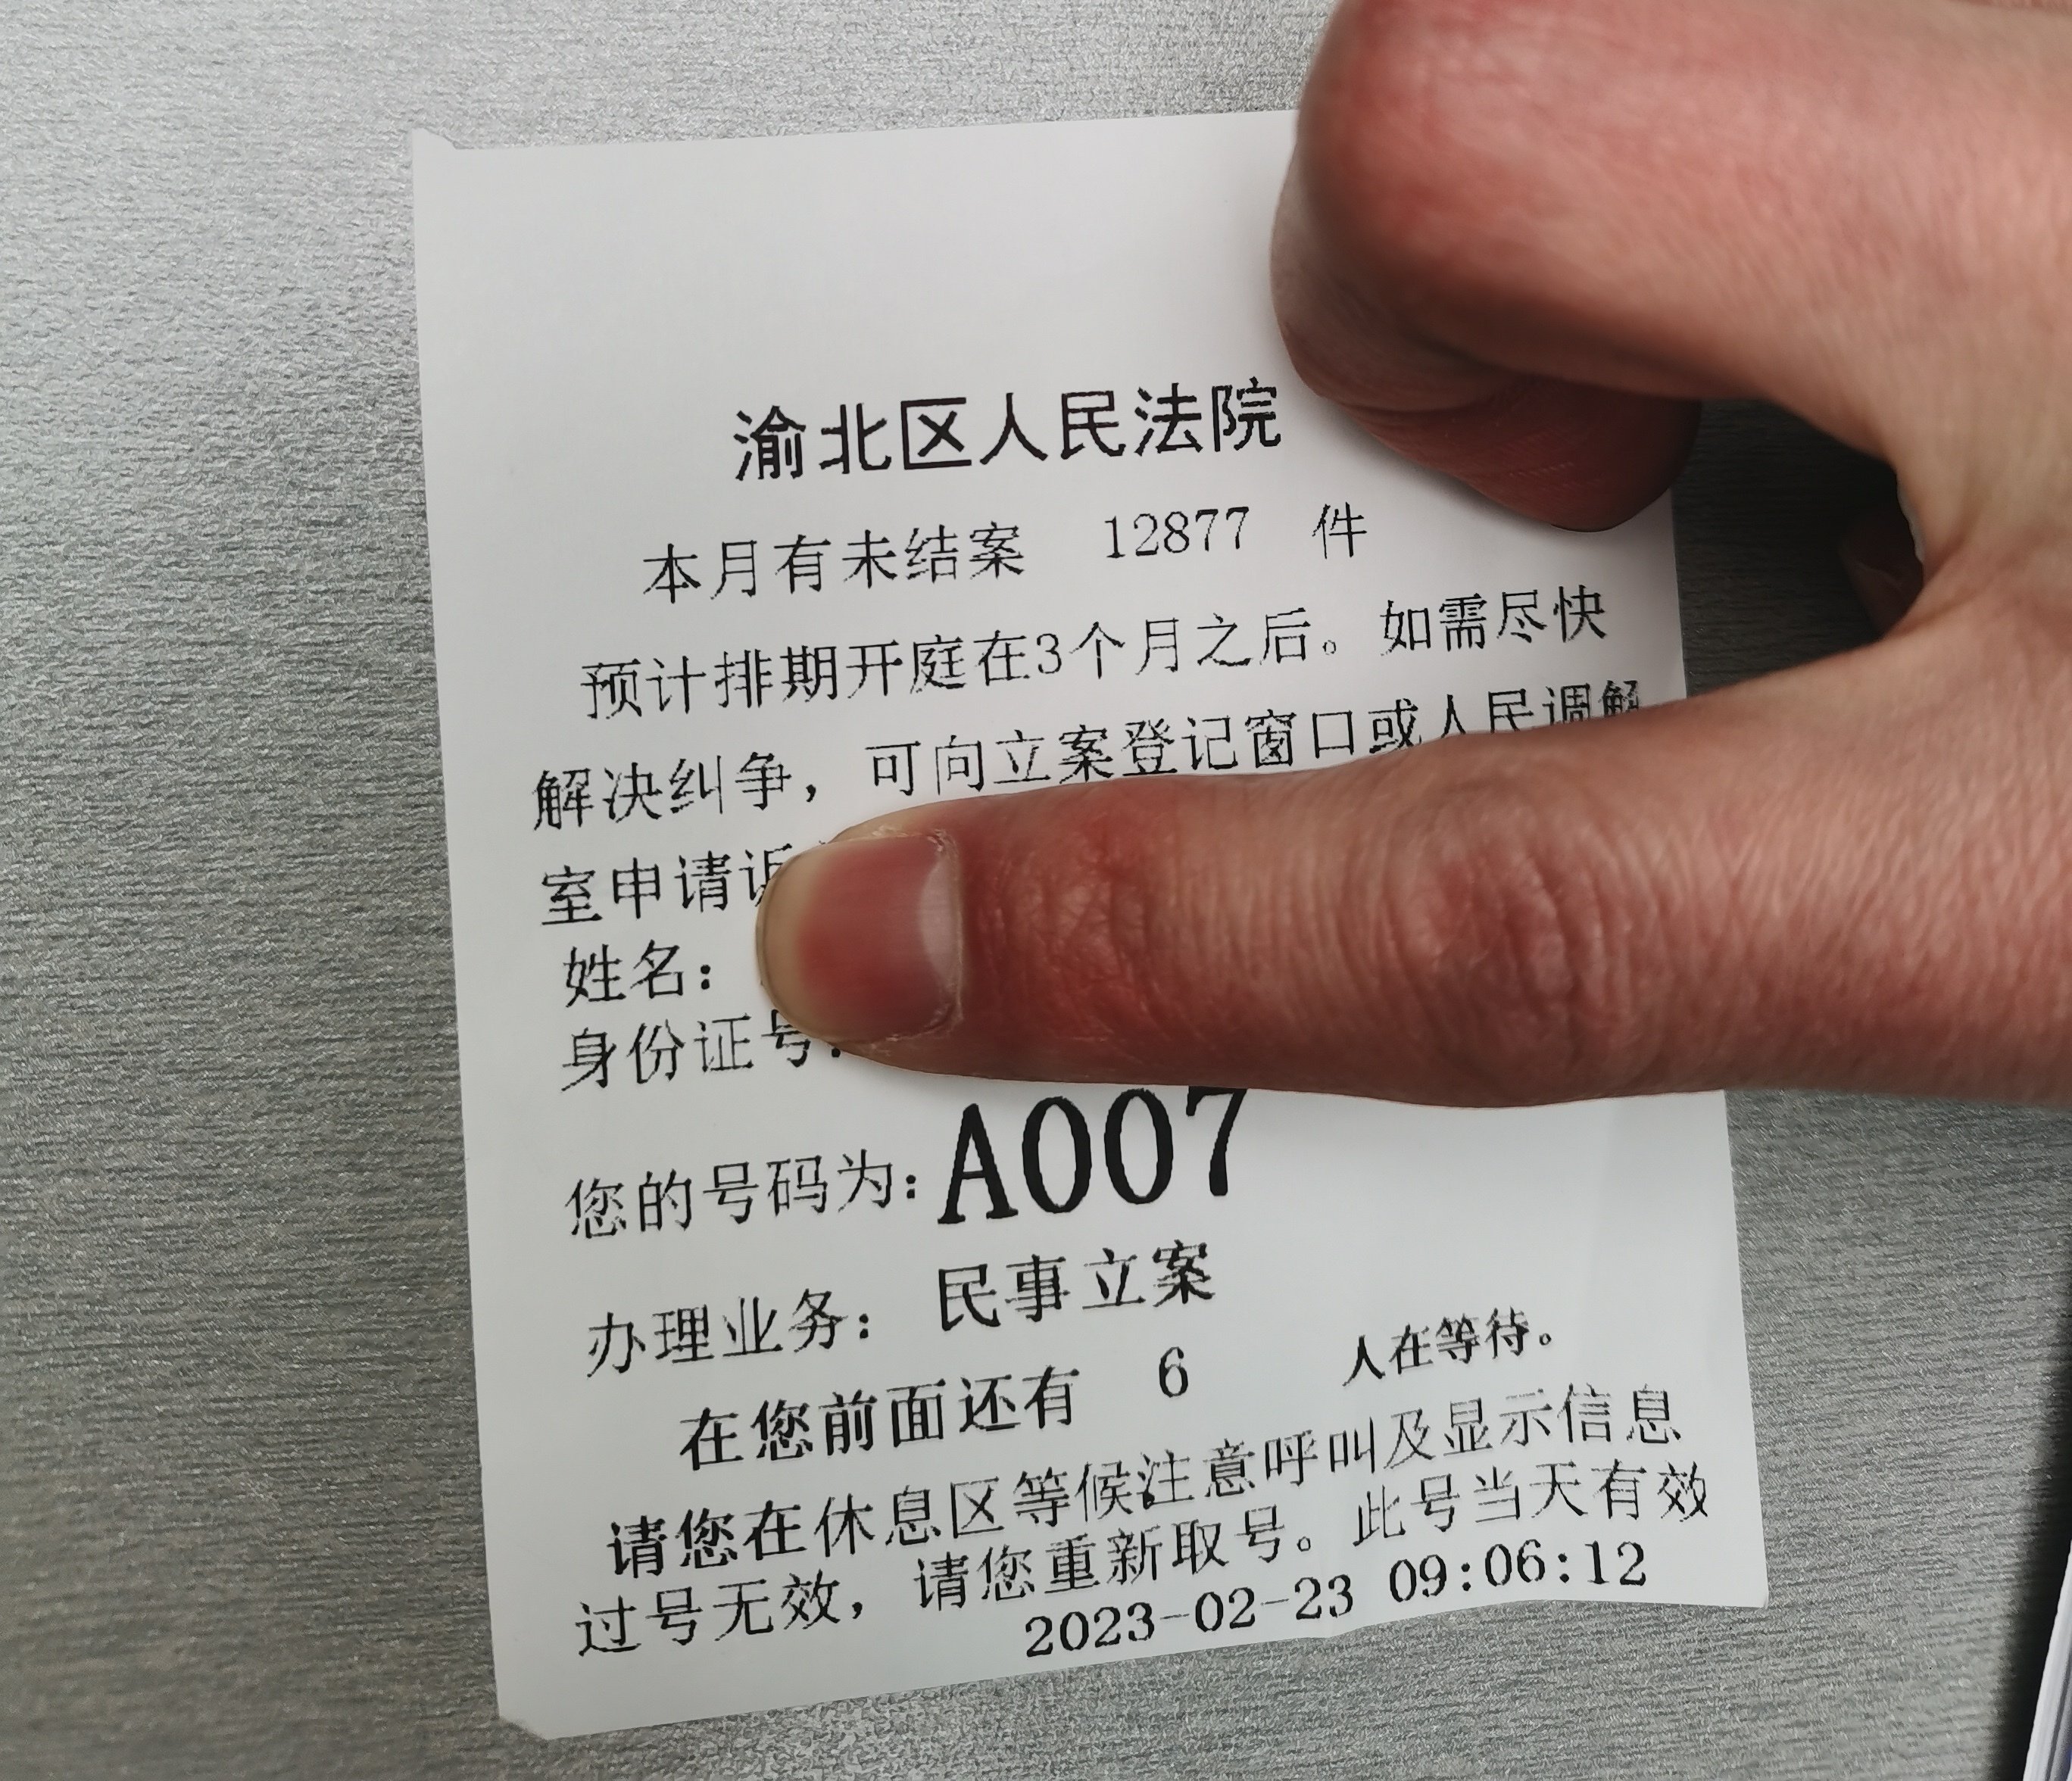 渝北区人民法院
本月有未结案 12877 件
预计排期开庭在3个月之后。如需尽快
解决纠争，可向立案登记窗口或人民调解
室申请诉
姓名：
身份证号：
您的号码为：A007
办理业务： 民事立案
在您前面还有 6 人在等待。
请您在休息区等候注意呼叫及显示信息
过号无效，请您重新取号。此号当天有效
2023-02-23 09:06:12